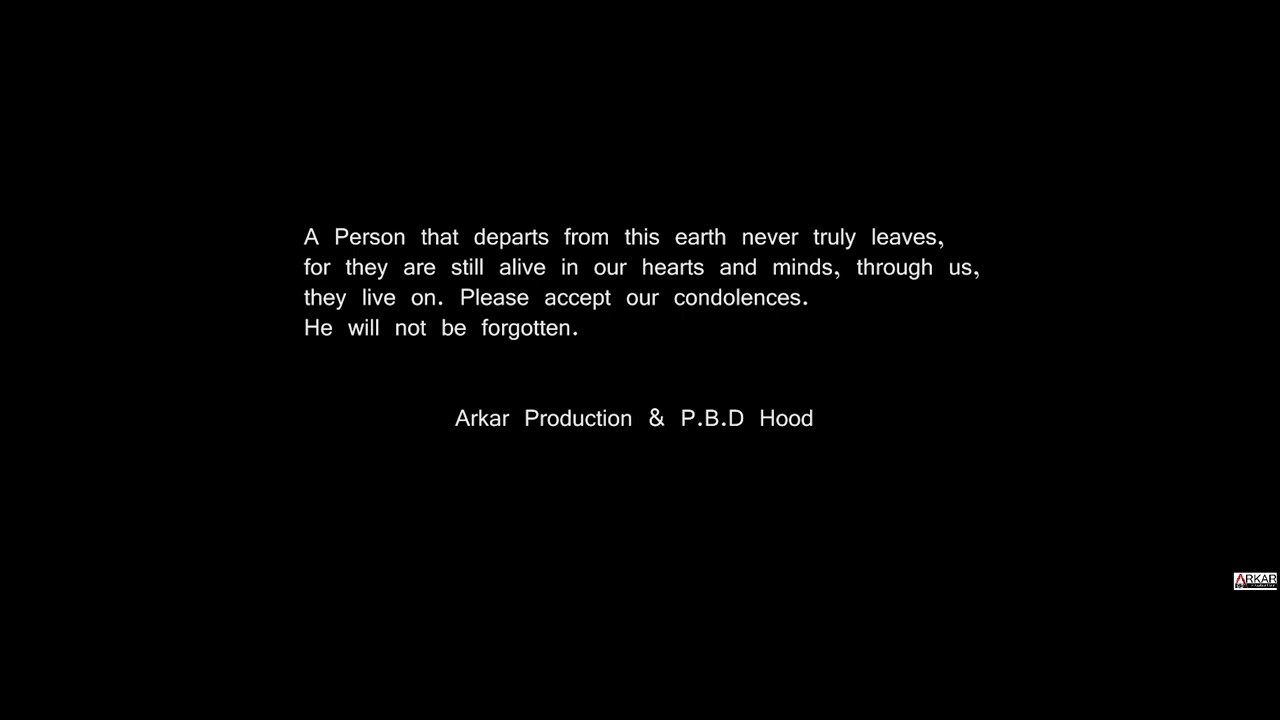 A Person that departs from this earth never truly leaves,
for they are still alive in our hearts and minds, through us,
they live on. Please accept our condolences.
He will not be forgotten.
Arkar Production & P.B.D Hood
ARKAR